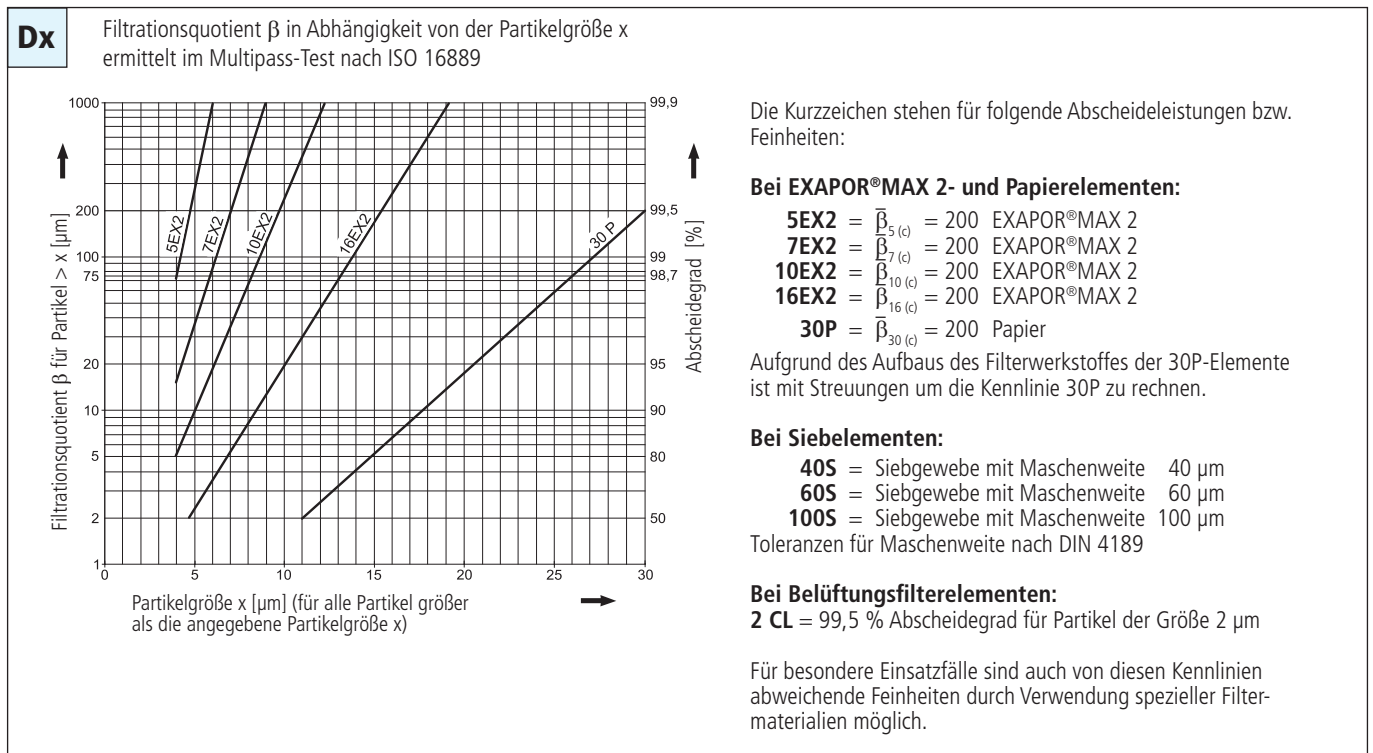 Dx
Filtrationsquotient β in Abhängigkeit von der Partikelgröße x
ermittelt im Multipass-Test nach ISO 16889
Filtrationsquotient β für Partikel > x [µm]
1000
200
100
75
20
10
5
2
1
5EX2
7EX2
10EX2
16EX2
30 P
99,9
99,5
99
98,7
95
90
80
50
Abscheidegrad [%]
0 5 10 15 20 25 30
Partikelgröße x [µm] (für alle Partikel größer
als die angegebene Partikelgröße x)
Die Kurzzeichen stehen für folgende Abscheideleistungen bzw.
Feinheiten:
Bei EXAPOR®MAX 2- und Papierelementen:
5EX2 = β̅5 (c) = 200 EXAPOR®MAX 2
7EX2 = β̅7 (c) = 200 EXAPOR®MAX 2
10EX2 = β̅10 (c) = 200 EXAPOR®MAX 2
16EX2 = β̅16 (c) = 200 EXAPOR®MAX 2
30P = β̅30 (c) = 200 Papier
Aufgrund des Aufbaus des Filterwerkstoffes der 30P-Elemente
ist mit Streuungen um die Kennlinie 30P zu rechnen.
Bei Siebelementen:
40S = Siebgewebe mit Maschenweite 40 µm
60S = Siebgewebe mit Maschenweite 60 µm
100S = Siebgewebe mit Maschenweite 100 µm
Toleranzen für Maschenweite nach DIN 4189
Bei Belüftungsfilterelementen:
2 CL = 99,5 % Abscheidegrad für Partikel der Größe 2 µm
Für besondere Einsatzfälle sind auch von diesen Kennlinien
abweichende Feinheiten durch Verwendung spezieller Filter-
materialien möglich.